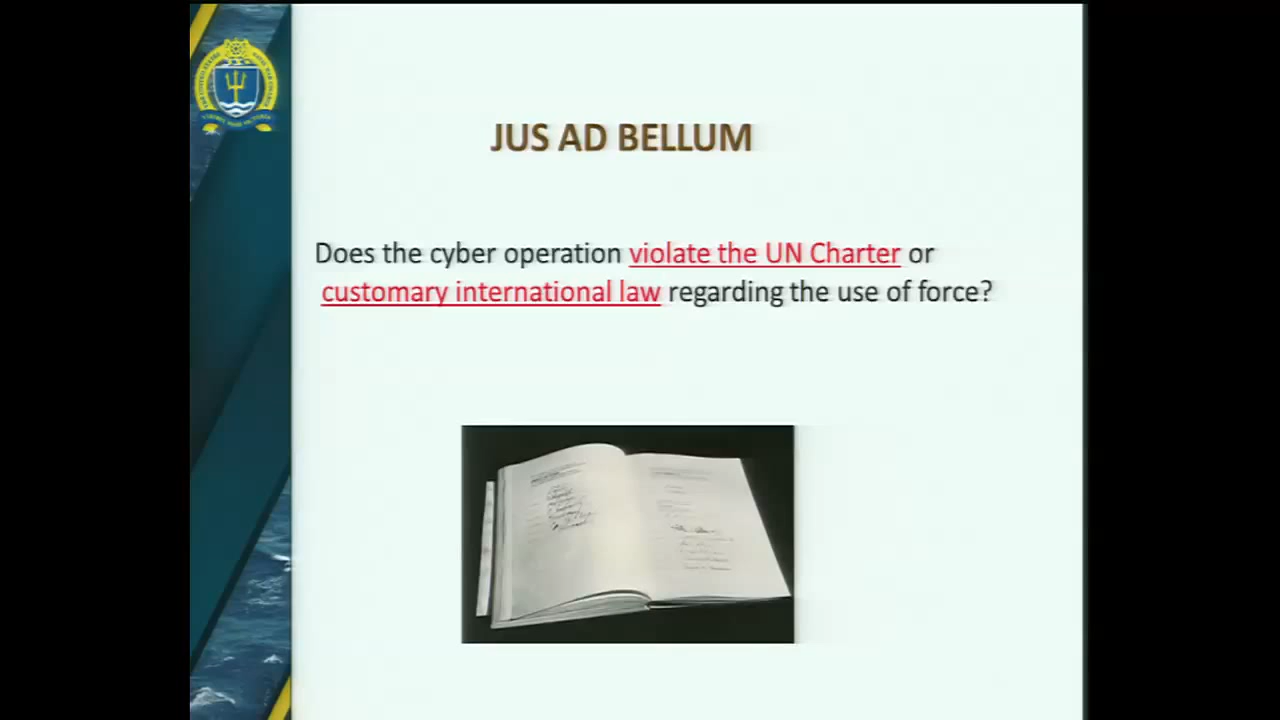 JUS AD BELLUM
Does the cyber operation violate the UN Charter or
customary international law regarding the use of force?